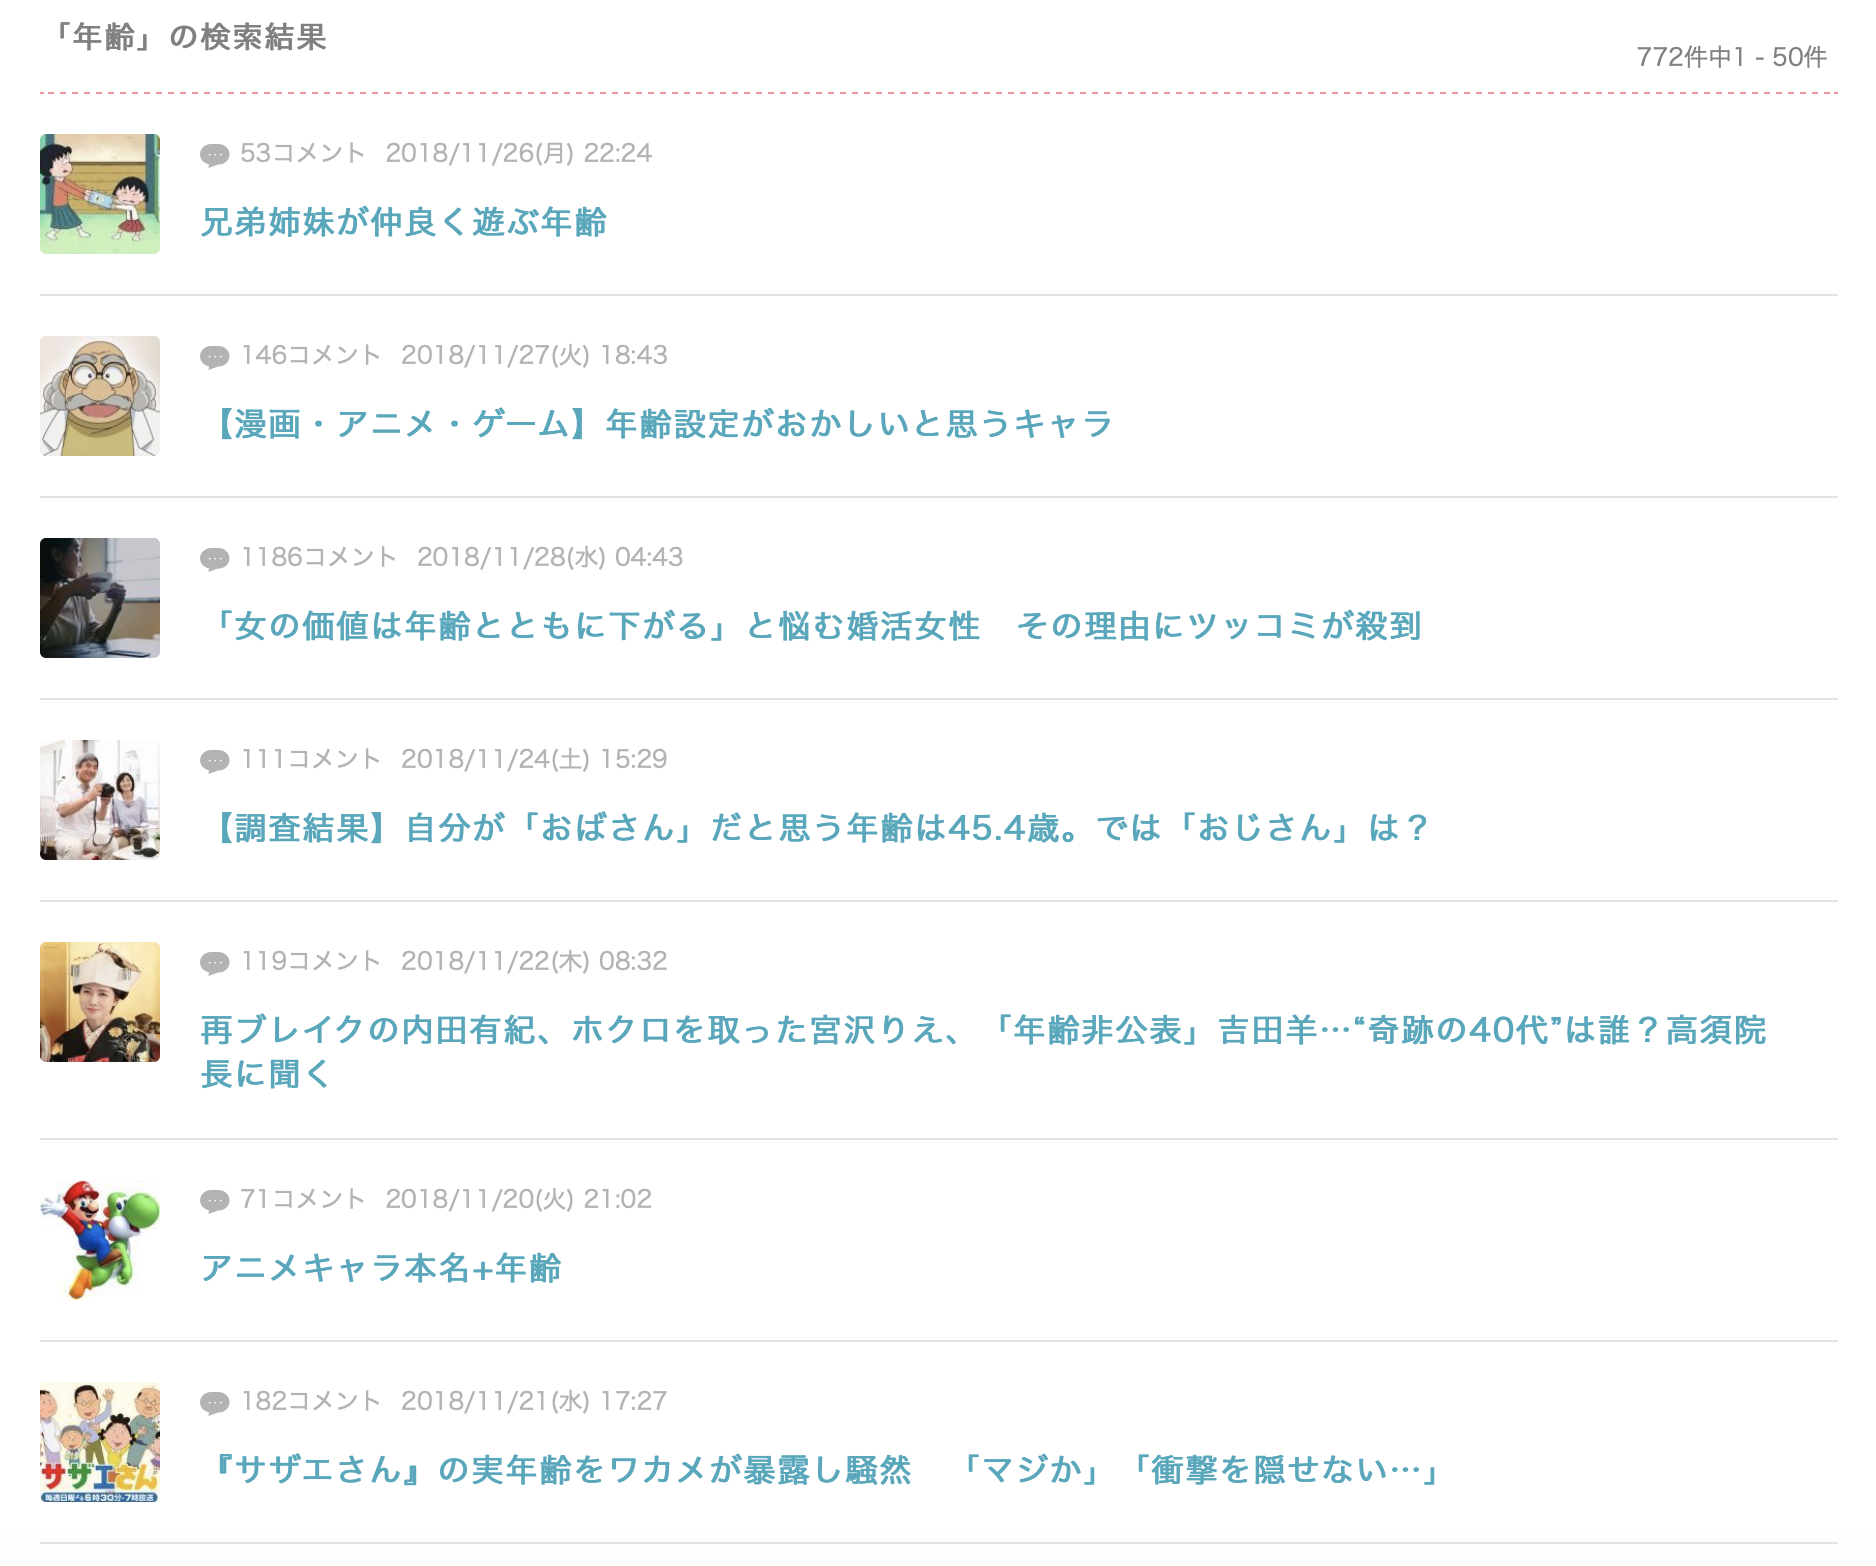 「年齢」の検索結果
772件中1 - 50件
53コメント 2018/11/26(月) 22:24
兄弟姉妹が仲良く遊ぶ年齢
146コメント 2018/11/27(火) 18:43
【漫画・アニメ・ゲーム】年齢設定がおかしいと思うキャラ
1186コメント 2018/11/28(水) 04:43
「女の価値は年齢とともに下がる」と悩む婚活女性　その理由にツッコミが殺到
111コメント 2018/11/24(土) 15:29
【調査結果】自分が「おばさん」だと思う年齢は45.4歳。では「おじさん」は？
119コメント 2018/11/22(木) 08:32
再ブレイクの内田有紀、ホクロを取った宮沢りえ、「年齢非公表」吉田羊…“奇跡の40代”は誰？高須院
長に聞く
71コメント 2018/11/20(火) 21:02
アニメキャラ本名+年齢
182コメント 2018/11/21(水) 17:27
『サザエさん』の実年齢をワカメが暴露し騒然　「マジか」「衝撃を隠せない…」
サザエさん
毎週日曜よる6時30分-7時放送